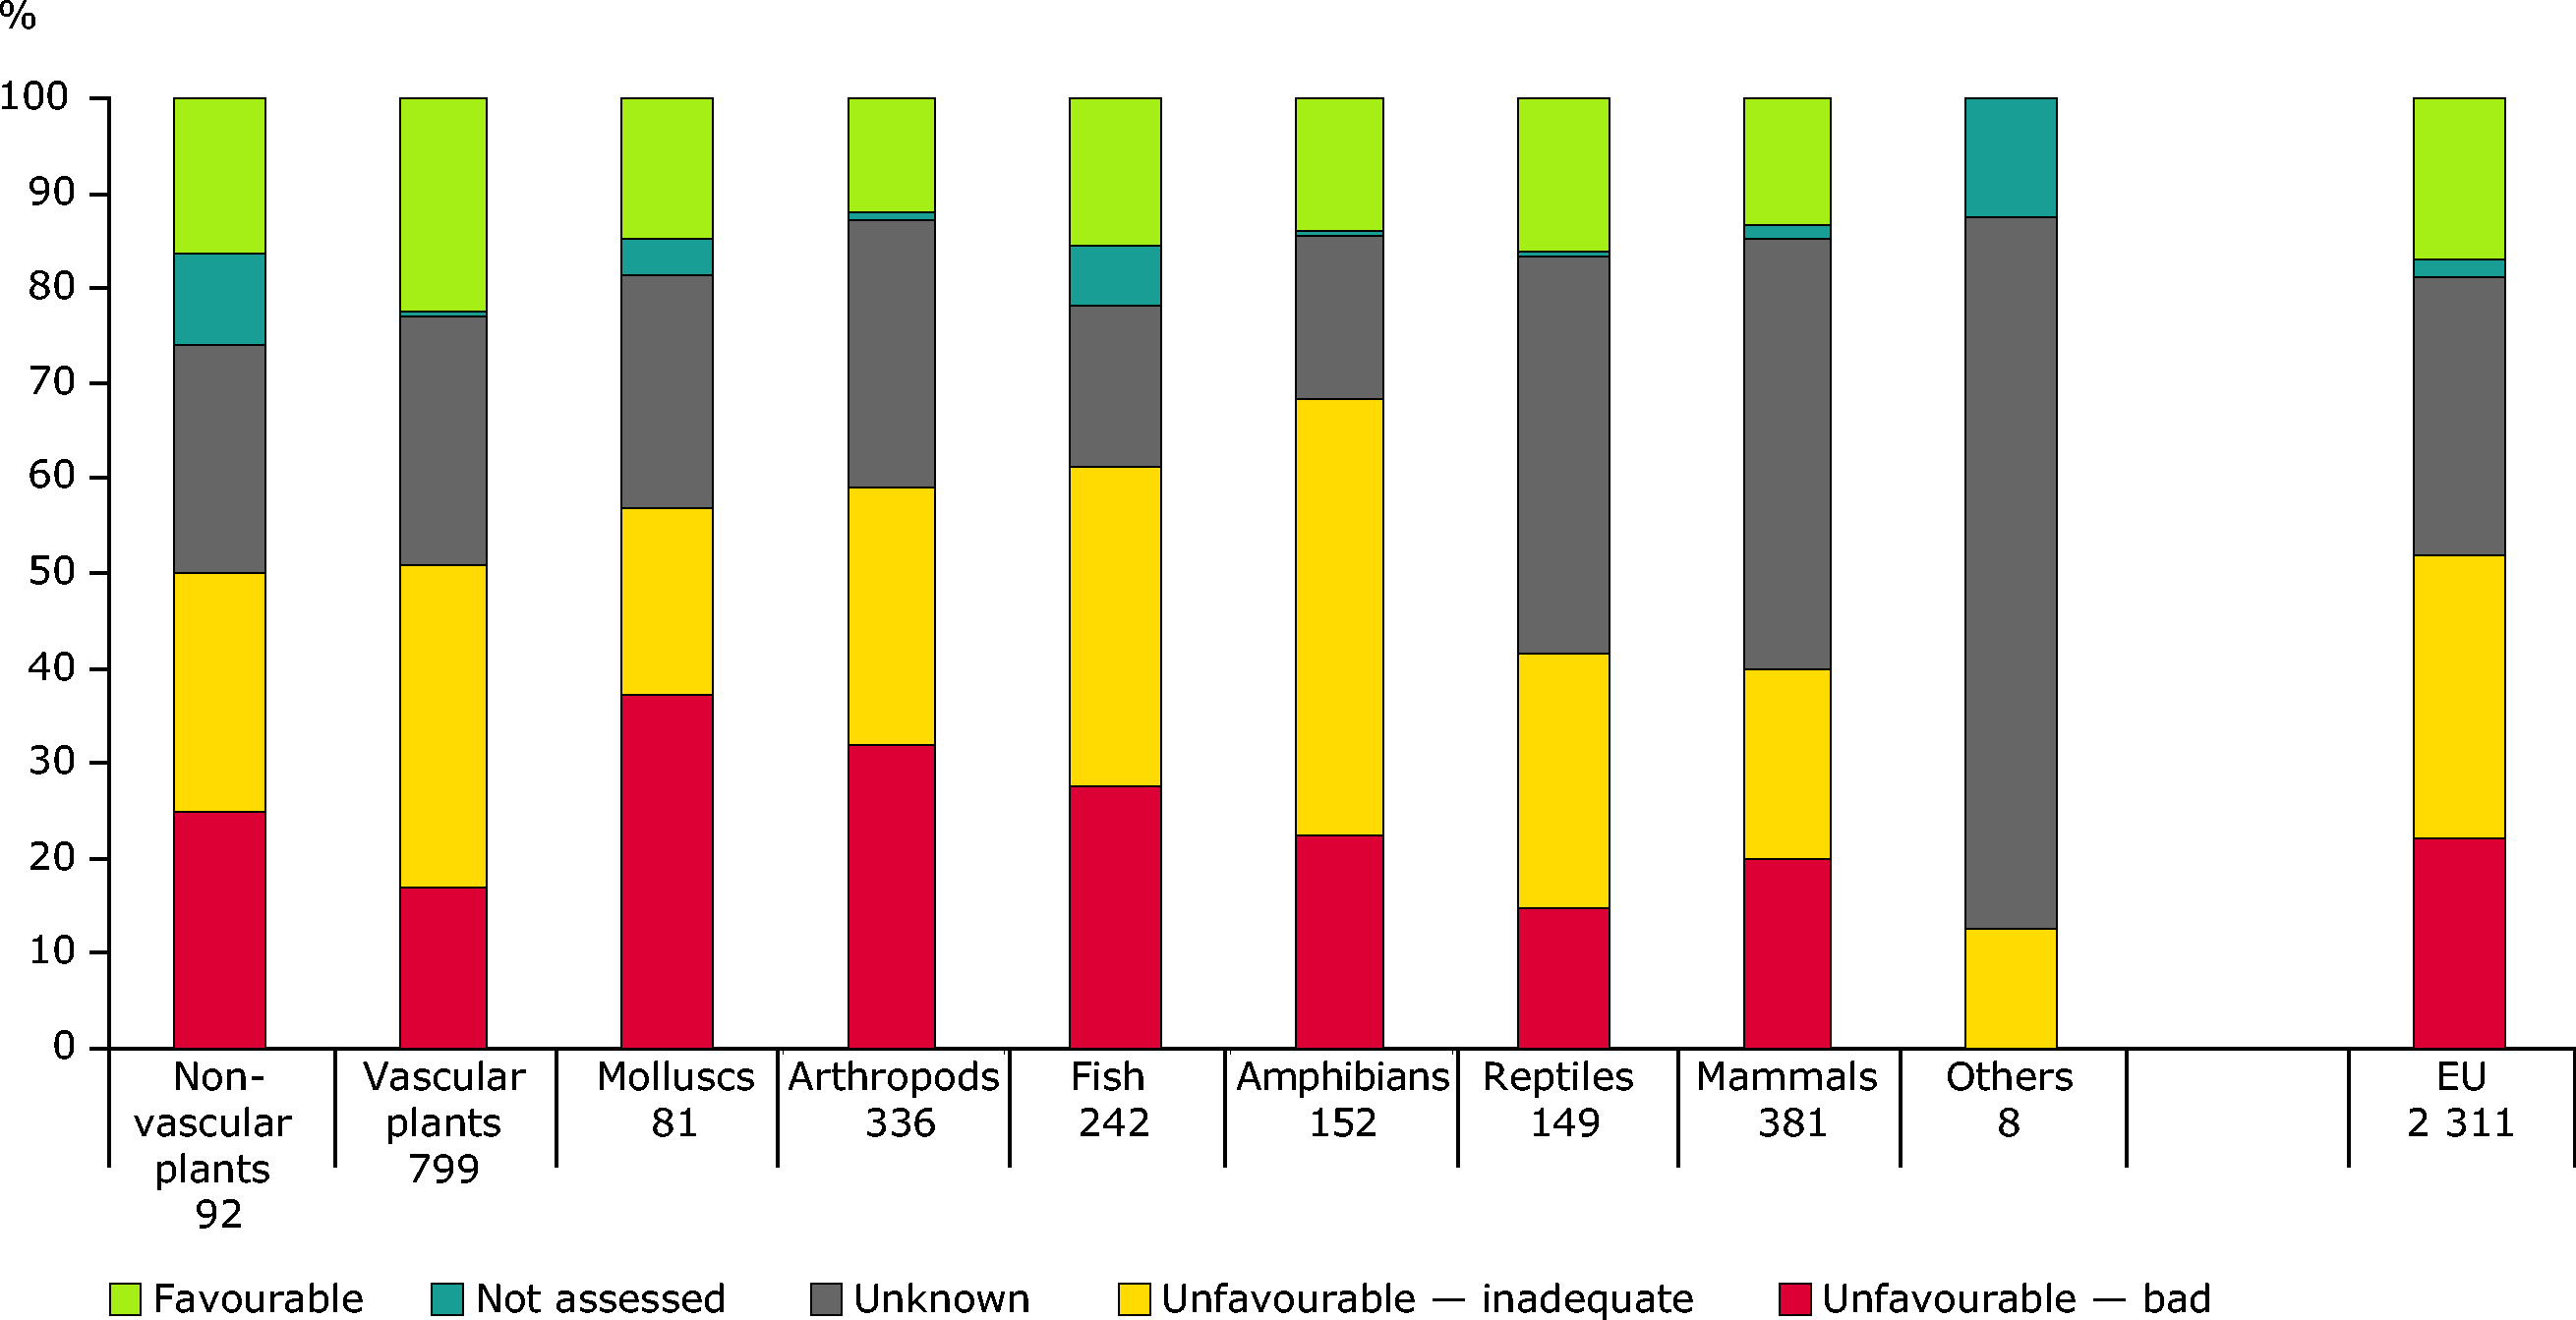 %
100
90
80
70
60
50
40
30
20
10
0
Non-
vascular
plants
92
Vascular
plants
799
Molluscs
81
Arthropods
336
Fish
242
Amphibians
152
Reptiles
149
Mammals
381
Others
8
EU
2 311
Favourable
Not assessed
Unknown
Unfavourable — inadequate
Unfavourable — bad